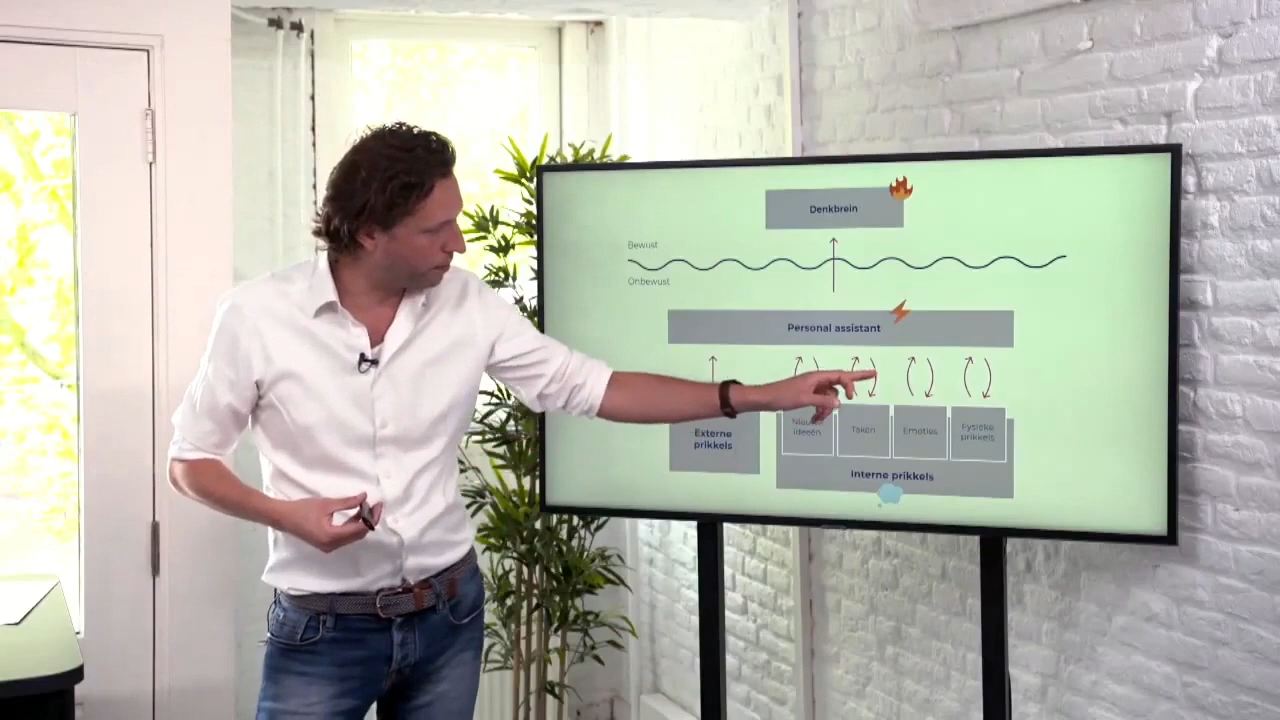 Denkbrein
Bewust
Onbewust
Personal assistant
Externe
prikkels
Nieuwe
ideeën
Taken
Emoties
Fysieke
prikkels
Interne prikkels